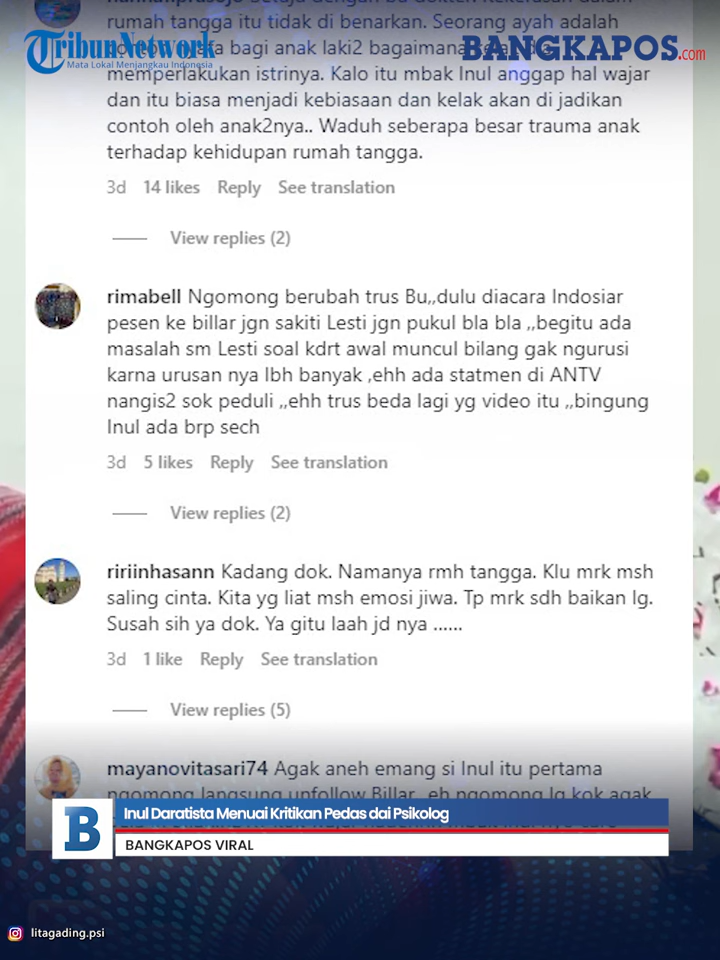 rumah tangga itu tidak di benarkan. Seorang ayah adalah
TribunNetwork
Mata Lokal Menjangkau Indonesia
BANGKAPOS.com
bagi anak laki2 bagaimana
memperlakukan istrinya. Kalo itu mbak Inul anggap hal wajar
dan itu biasa menjadi kebiasaan dan kelak akan di jadikan
contoh oleh anak2nya.. Waduh seberapa besar trauma anak
terhadap kehidupan rumah tangga.
3d 14 likes Reply See translation
View replies (2)
rimabell Ngomong berubah trus Bu,,dulu diacara Indosiar
pesen ke billar jgn sakiti Lesti jgn pukul bla bla ,,begitu ada
masalah sm Lesti soal kdrt awal muncul bilang gak ngurusi
karna urusan nya lbh banyak ,ehh ada statmen di ANTV
nangis2 sok peduli ,,ehh trus beda lagi yg video itu ,,bingung
Inul ada brp sech
3d 5 likes Reply See translation
View replies (2)
ririinhasann Kadang dok. Namanya rmh tangga. Klu mrk msh
saling cinta. Kita yg liat msh emosi jiwa. Tp mrk sdh baikan lg.
Susah sih ya dok. Ya gitu laah jd nya ......
3d 1 like Reply See translation
View replies (5)
mayanovitasari74 Agak aneh emang si Inul itu pertama
ngomong langsung unfollow Billar, eh ngomong lg kok agak
B
Inul Daratista Menuai Kritikan Pedas dai Psikolog
BANGKAPOS VIRAL
litagading.psi